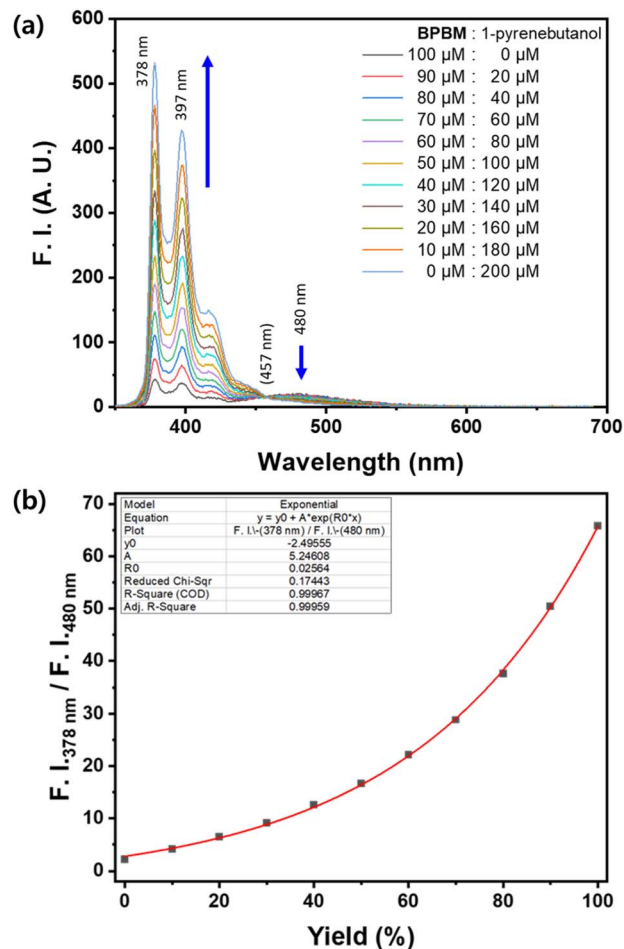 (a)
600
500
400
300
200
100
0
F. I. (A. U.)
378 nm
397 nm
(457 nm)
480 nm
BPBM : 1-pyrenebutanol
100 μM : 0 μM
90 μM : 20 μM
80 μM : 40 μM
70 μM : 60 μM
60 μM : 80 μM
50 μM : 100 μM
40 μM : 120 μM
30 μM : 140 μM
20 μM : 160 μM
10 μM : 180 μM
0 μM : 200 μM
400 500 600 700
Wavelength (nm)
(b)
70
60
50
40
30
20
10
0
F. I.378 nm / F. I.480 nm
Model Exponential
Equation y = y0 + A*exp(R0*x)
Plot F. I.\-(378 nm) / F. I.\-(480 nm)
y0 -2.49555
A 5.24608
R0 0.02564
Reduced Chi-Sqr 0.17443
R-Square (COD) 0.99967
Adj. R-Square 0.99959
0 20 40 60 80 100
Yield (%)